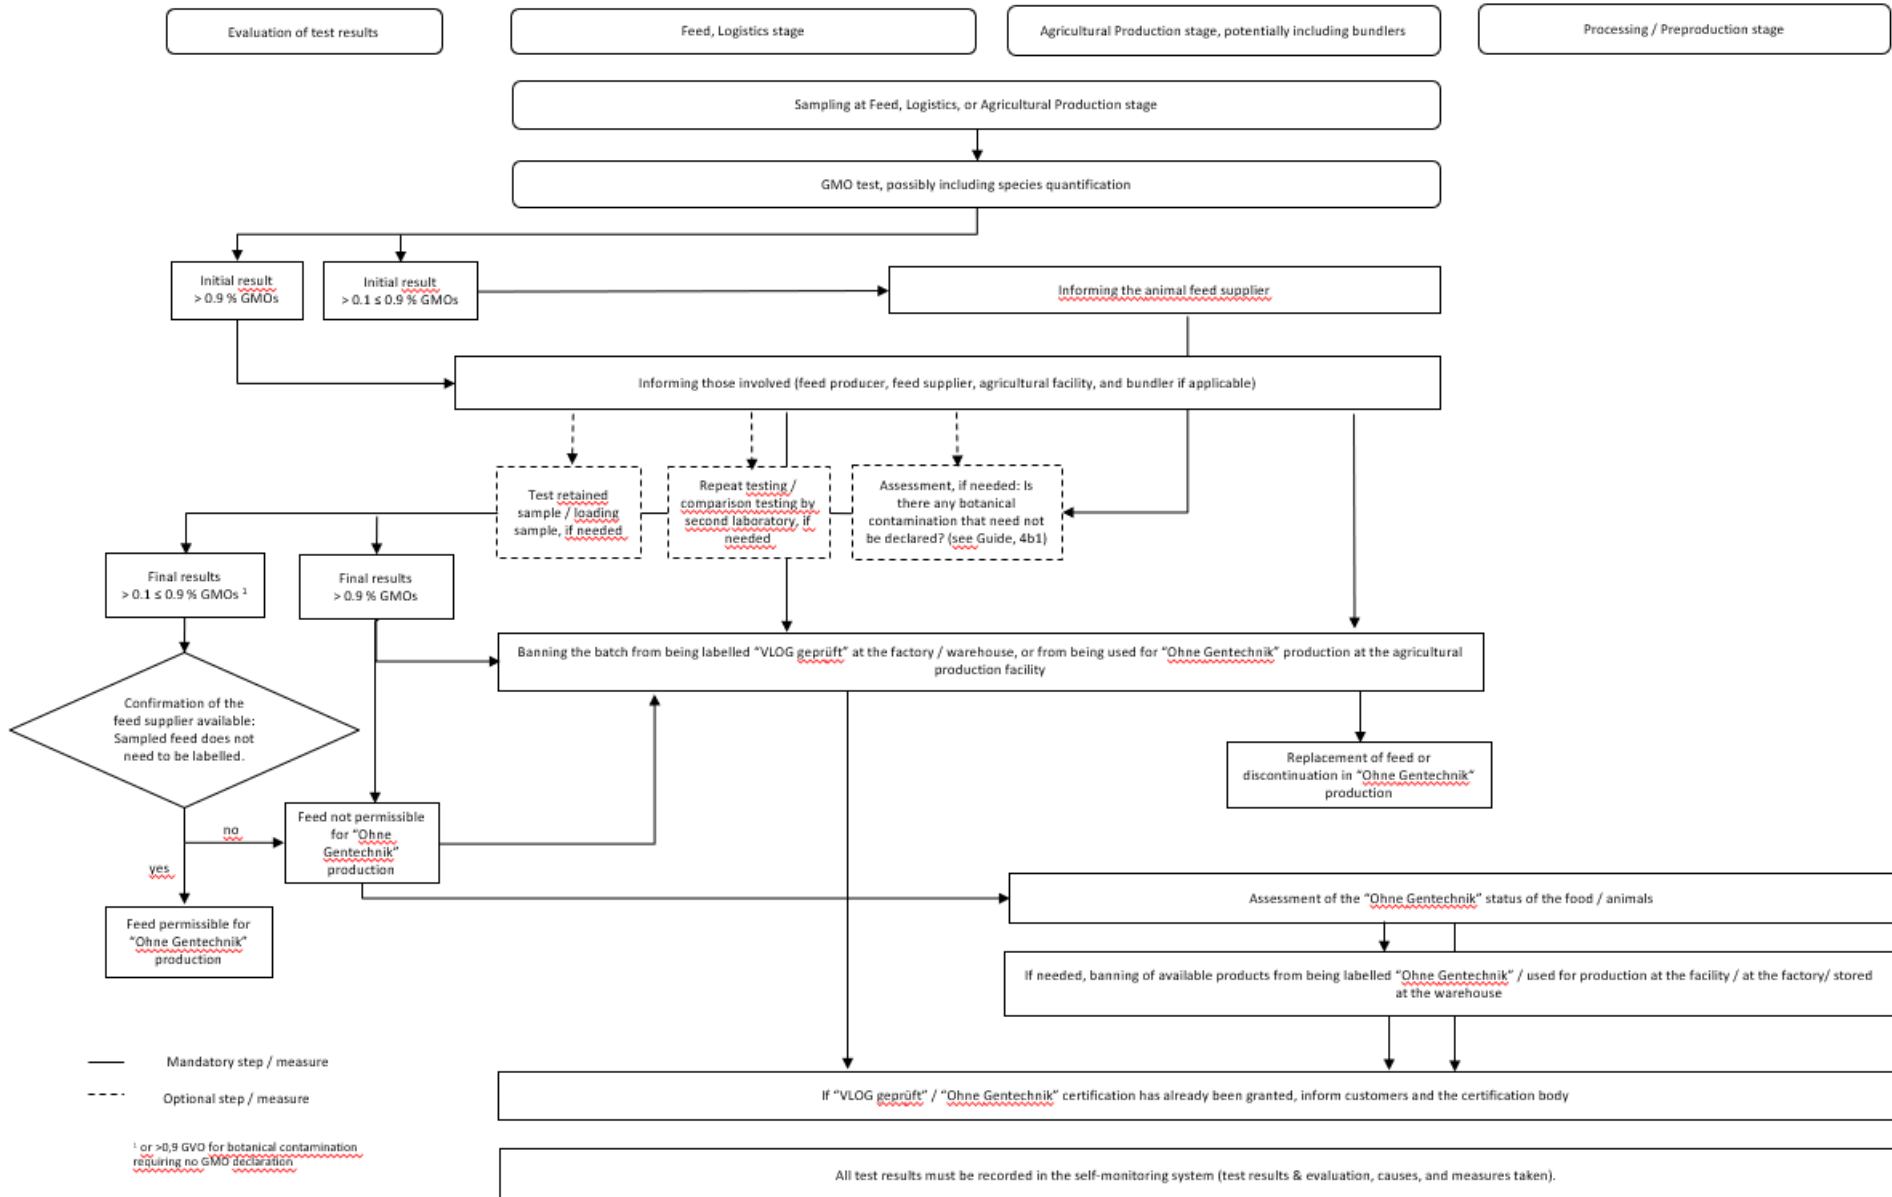 Evaluation of test results
Feed, Logistics stage
Agricultural Production stage, potentially including bundlers
Processing / Preproduction stage
Sampling at Feed, Logistics, or Agricultural Production stage
GMO test, possibly including species quantification
Initial result
> 0.9 % GMOs
Initial result
> 0.1 ≤ 0.9 % GMOs
Informing the animal feed supplier
Informing those involved (feed producer, feed supplier, agricultural facility, and bundler if applicable)
Test retained
sample / loading
sample, if needed
Repeat testing /
comparison testing by
second laboratory, if
needed
Assessment, if needed: Is
there any botanical
contamination that need not
be declared? (see Guide, 4b1)
Final results
> 0.1 ≤ 0.9 % GMOs ¹
Final results
> 0.9 % GMOs
Banning the batch from being labelled “VLOG geprüft” at the factory / warehouse, or from being used for “Ohne Gentechnik” production at the agricultural
production facility
Confirmation of the
feed supplier available:
Sampled feed does not
need to be labelled.
Replacement of feed or
discontinuation in “Ohne Gentechnik”
production
no
yes
Feed not permissible
for “Ohne
Gentechnik”
production
Feed permissible for
“Ohne Gentechnik”
production
Assessment of the “Ohne Gentechnik” status of the food / animals
If needed, banning of available products from being labelled “Ohne Gentechnik” / used for production at the facility / at the factory/ stored
at the warehouse
Mandatory step / measure
Optional step / measure
If “VLOG geprüft” / “Ohne Gentechnik” certification has already been granted, inform customers and the certification body
¹ or >0,9 GVO for botanical contamination
requiring no GMO declaration
All test results must be recorded in the self-monitoring system (test results & evaluation, causes, and measures taken).